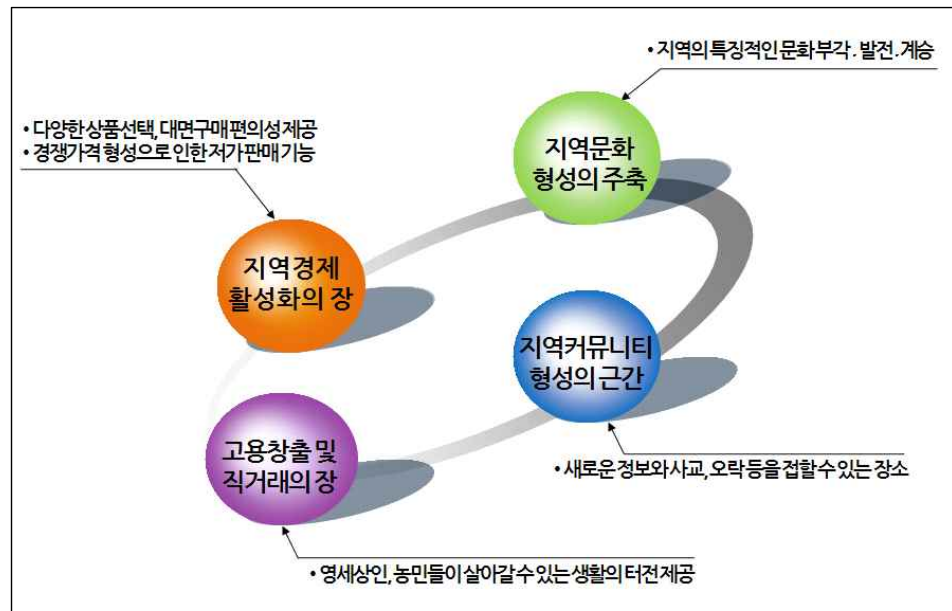 • 지역의 특징적인 문화 부각 . 발전 . 계승
• 다양한 상품선택, 대면구매 편의성 제공
• 경쟁가격 형성으로 인한 저가 판매 기능
지역문화
형성의 주축
지역경제
활성화의 장
지역커뮤니티
형성의 근간
고용창출 및
직거래의 장
• 새로운 정보와 사교, 오락 등을 접할 수 있는 장소
• 영세상인, 농민들이 살아갈 수 있는 생활의 터전 제공